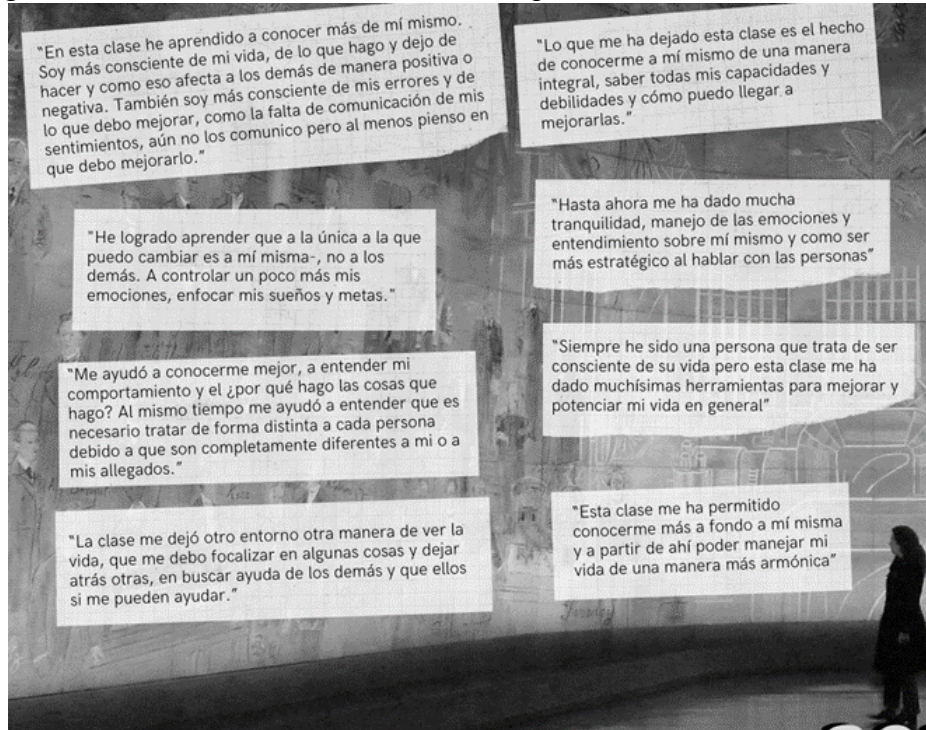 "En esta clase he aprendido a conocer más de mí mismo.
Soy más consciente de mi vida, de lo que hago y dejo de
hacer y como eso afecta a los demás de manera positiva o
negativa. También soy más consciente de mis errores y de
lo que debo mejorar, como la falta de comunicación de mis
sentimientos, aún no los comunico pero al menos pienso en
que debo mejorarlo."
"Lo que me ha dejado esta clase es el hecho
de conocerme a mí mismo de una manera
integral, saber todas mis capacidades y
debilidades y cómo puedo llegar a
mejorarlas."
"He logrado aprender que a la única a la que
puedo cambiar es a mí misma-, no a los
demás. A controlar un poco más mis
emociones, enfocar mis sueños y metas."
"Hasta ahora me ha dado mucha
tranquilidad, manejo de las emociones y
entendimiento sobre mí mismo y como ser
más estratégico al hablar con las personas"
"Me ayudó a conocerme mejor, a entender mi
comportamiento y el ¿por qué hago las cosas que
hago? Al mismo tiempo me ayudó a entender que es
necesario tratar de forma distinta a cada persona
debido a que son completamente diferentes a mi o a
mis allegados."
"Siempre he sido una persona que trata de ser
consciente de su vida pero esta clase me ha
dado muchísimas herramientas para mejorar y
potenciar mi vida en general"
"La clase me dejó otro entorno otra manera de ver la
vida, que me debo focalizar en algunas cosas y dejar
atrás otras, en buscar ayuda de los demás y que ellos
si me pueden ayudar."
"Esta clase me ha permitido
conocerme más a fondo a mí misma
y a partir de ahí poder manejar mi
vida de una manera más armónica"